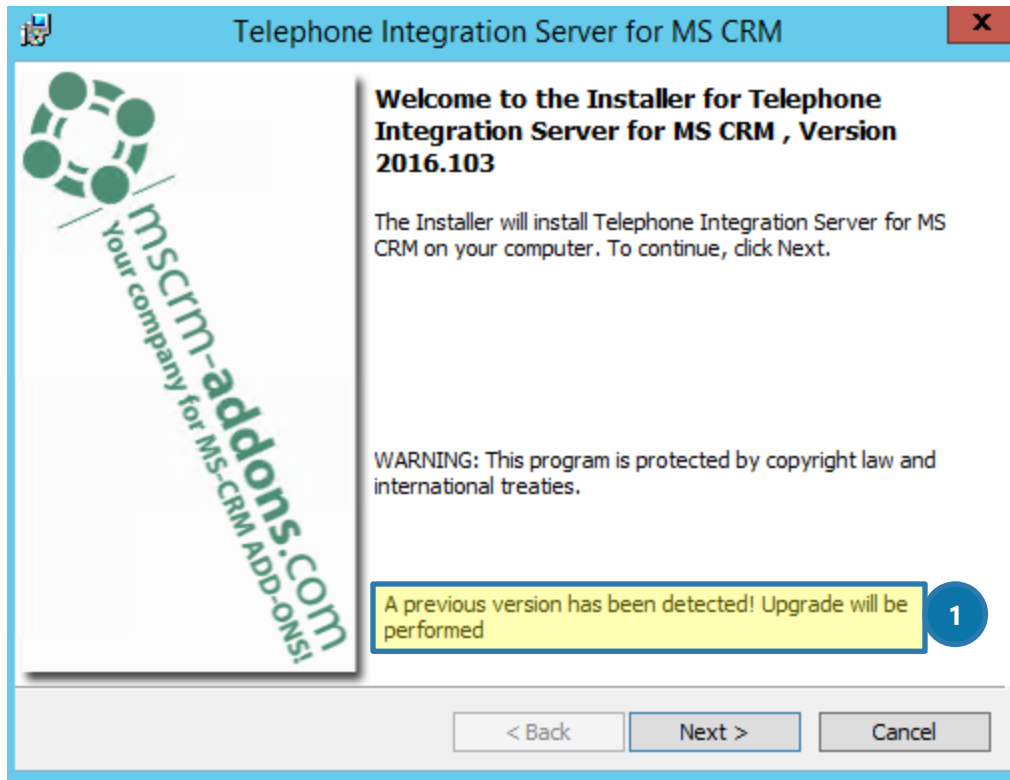 Telephone Integration Server for MS CRM
x
Welcome to the Installer for Telephone
Integration Server for MS CRM , Version
2016.103
The Installer will install Telephone Integration Server for MS
CRM on your computer. To continue, click Next.
mscrm-addons.com
Your company for MS-CRM ADD-ONS!
WARNING: This program is protected by copyright law and
international treaties.
A previous version has been detected! Upgrade will be
performed
1
< Back
Next >
Cancel